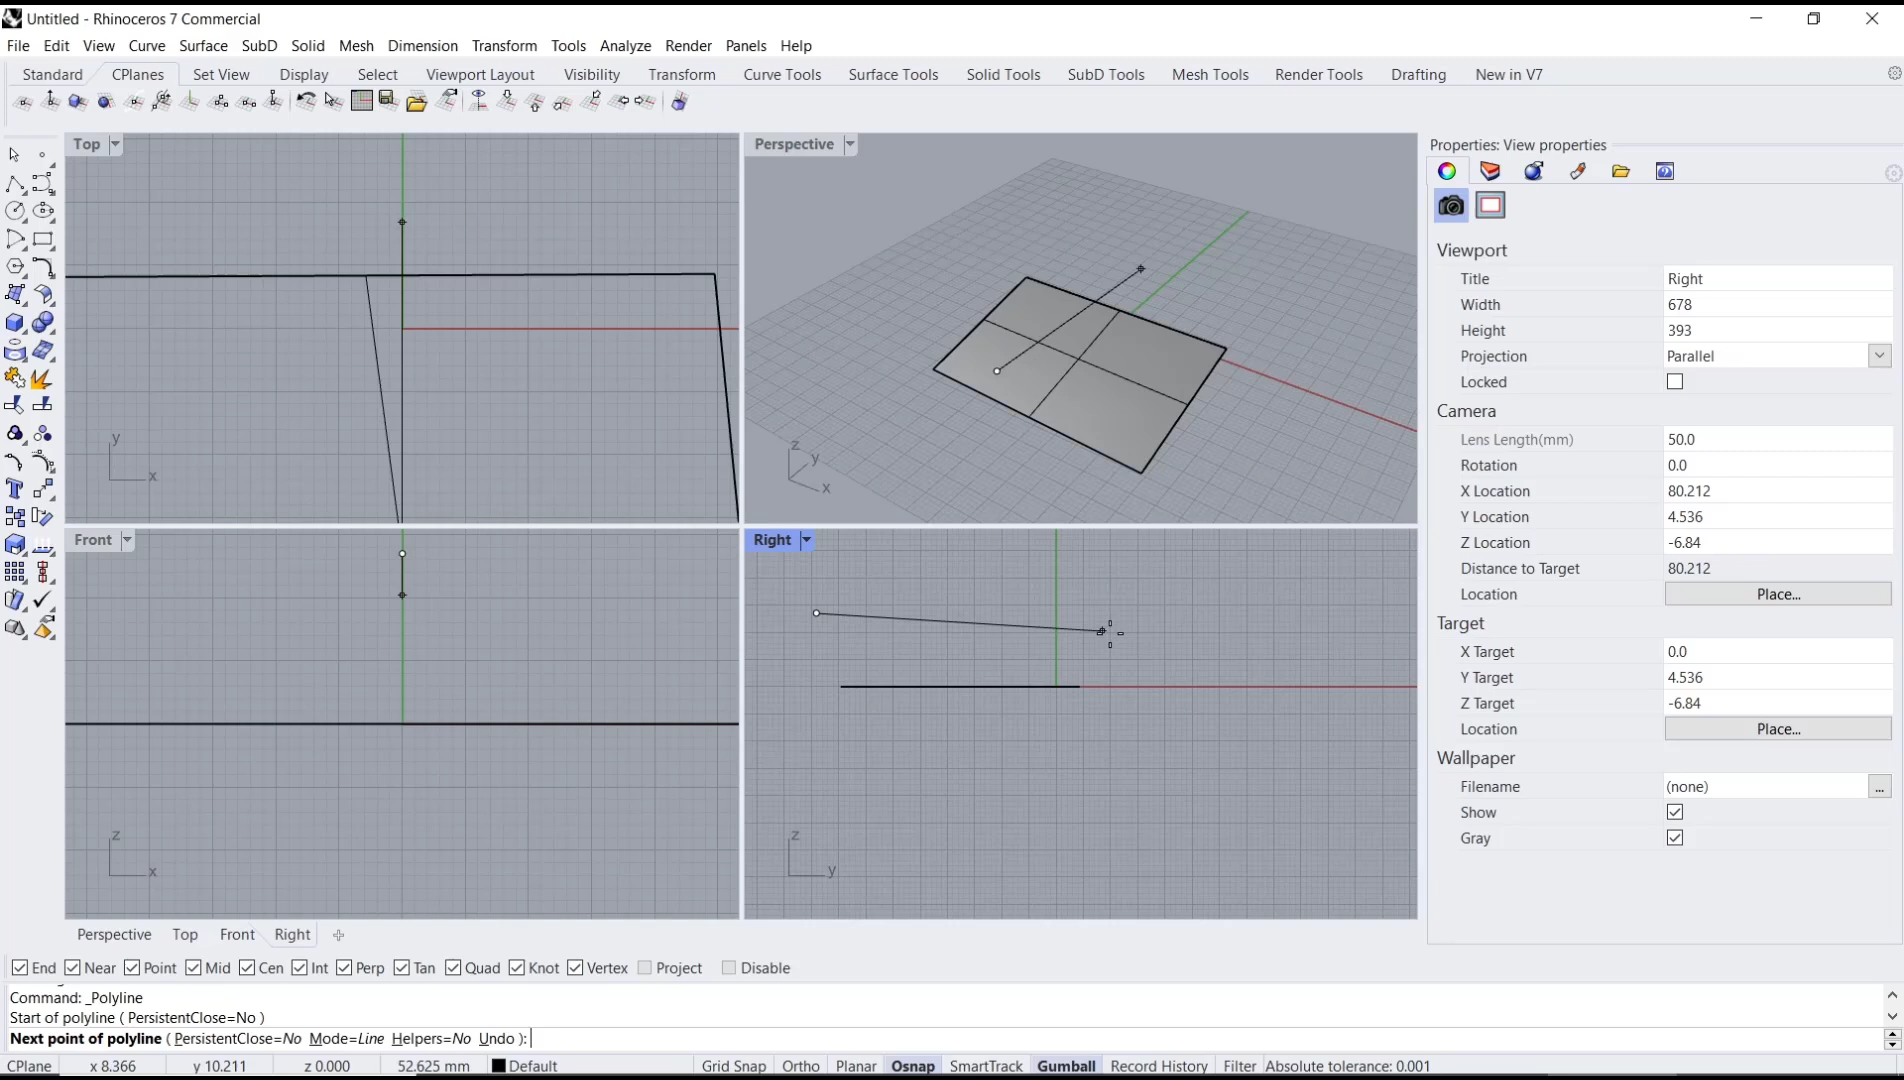 Untitled - Rhinoceros 7 Commercial
File Edit View Curve Surface SubD Solid Mesh Dimension Transform Tools Analyze Render Panels Help
Standard CPlanes Set View Display Select Viewport Layout Visibility Transform Curve Tools Surface Tools Solid Tools SubD Tools Mesh Tools Render Tools Drafting New in V7
Top
Perspective
Properties: View properties
Viewport
Title Right
Width 678
Height 393
Projection Parallel
Locked
Camera
Lens Length(mm) 50.0
Rotation 0.0
X Location 80.212
Y Location 4.536
Z Location -6.84
Distance to Target 80.212
Location Place...
Target
X Target 0.0
Y Target 4.536
Z Target -6.84
Location Place...
Wallpaper
Filename (none) ...
Show
Gray
y
x
z
y
x
Front
Right
z
x
z
y
Perspective Top Front Right
End Near Point Mid Cen Int Perp Tan Quad Knot Vertex Project Disable
Command: _Polyline
Start of polyline ( PersistentClose=No )
Next point of polyline ( PersistentClose=No Mode=Line Helpers=No Undo ):
CPlane x 8.366 y 10.211 z 0.000 52.625 mm Default Grid Snap Ortho Planar Osnap SmartTrack Gumball Record History Filter Absolute tolerance: 0.001